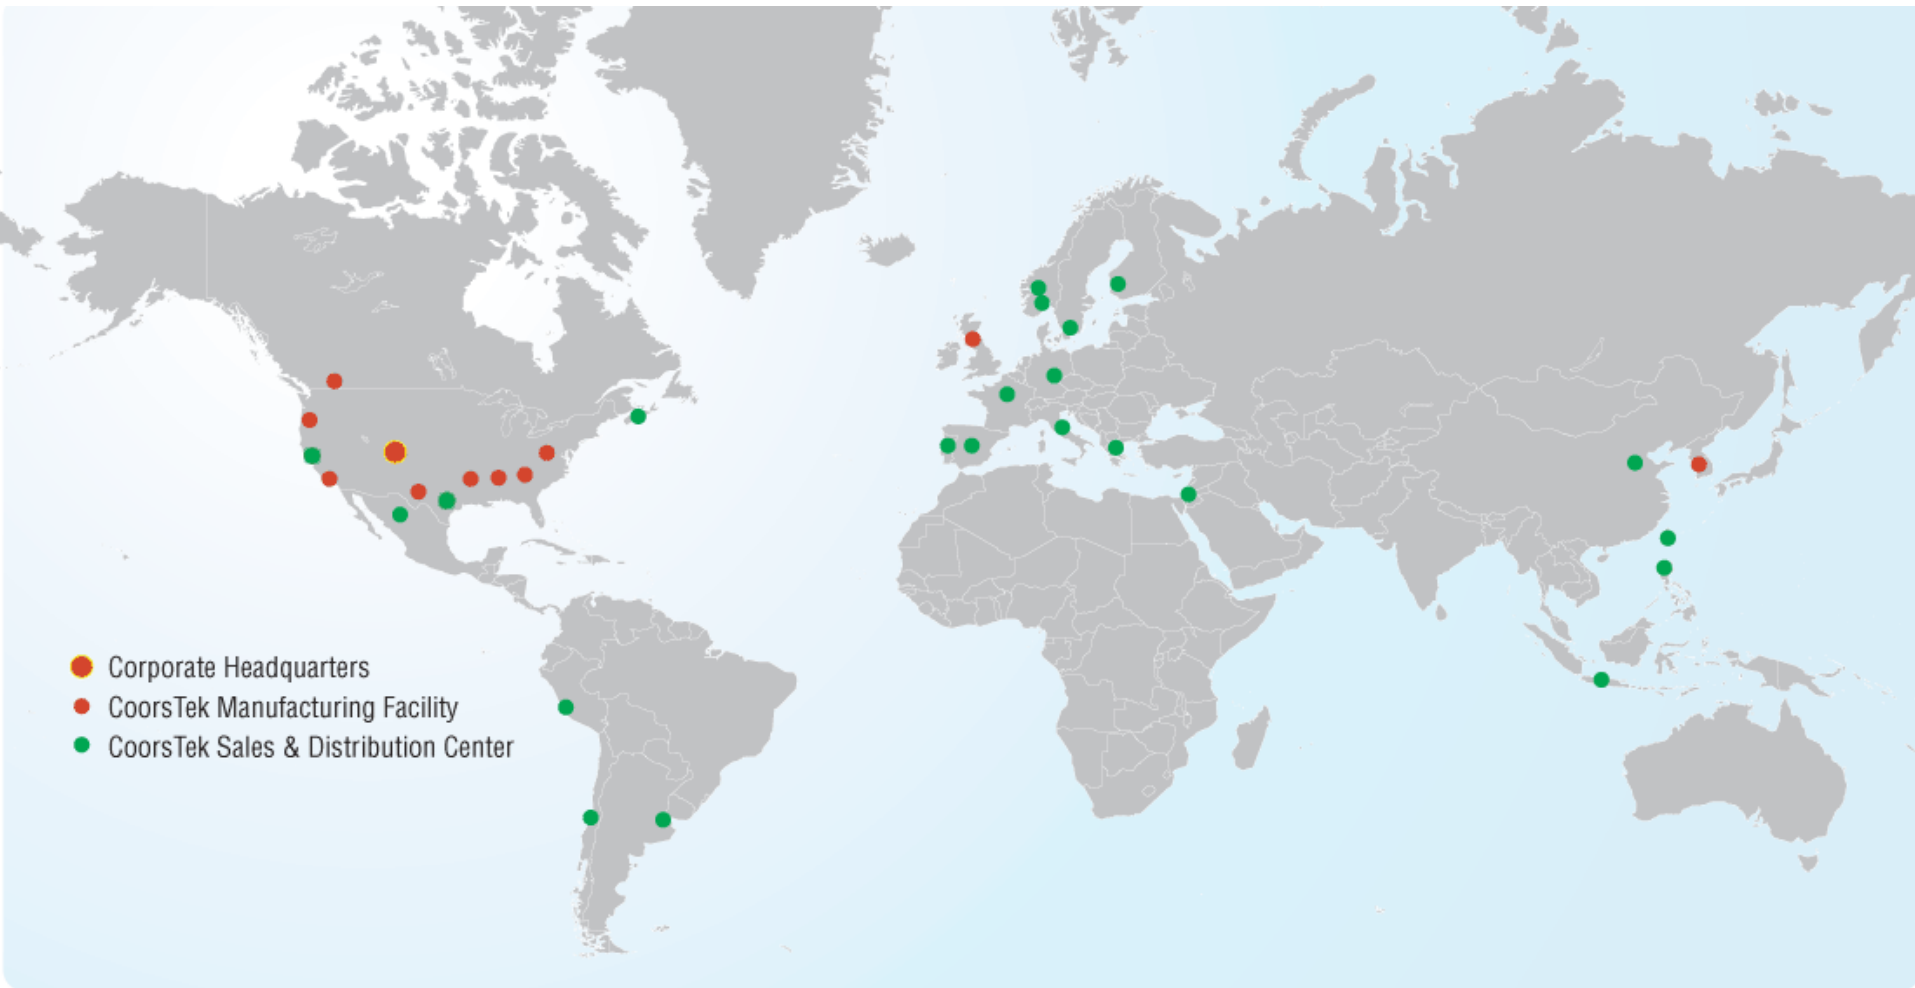 Corporate Headquarters
CoorsTek Manufacturing Facility
CoorsTek Sales & Distribution Center